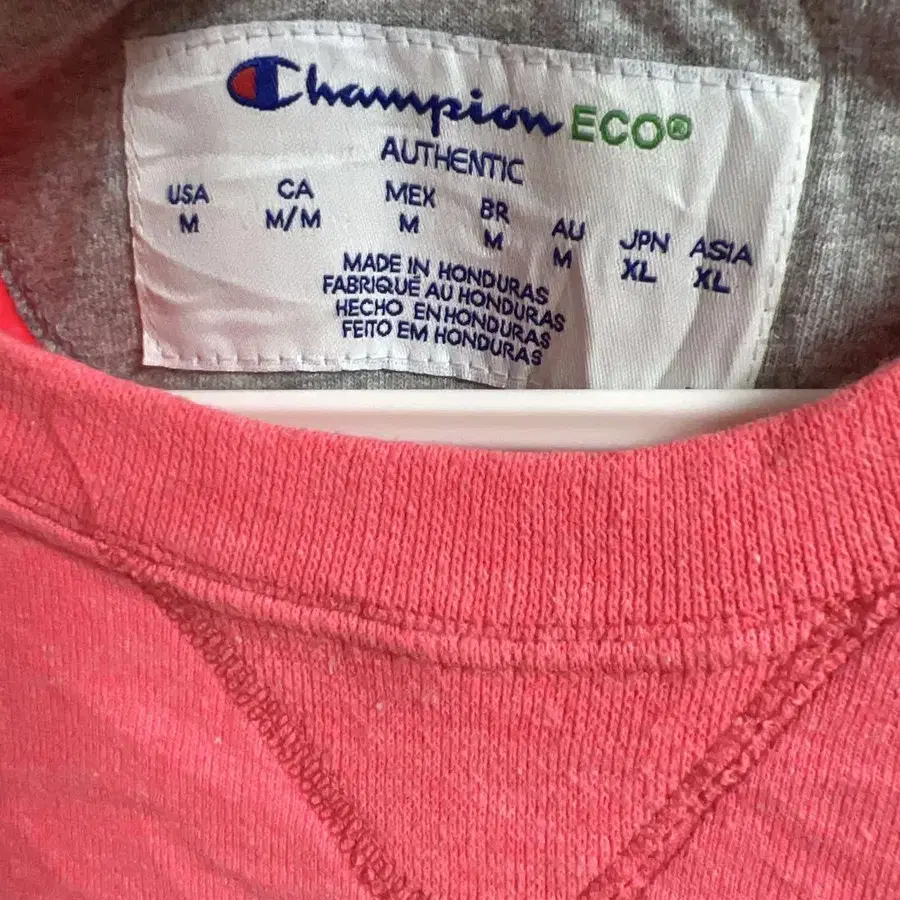 Champion ECO®
AUTHENTIC
USA CA MEX BR AU JPN ASIA
M M/M M M M XL XL
MADE IN HONDURAS
FABRIQUÉ AU HONDURAS
HECHO EN HONDURAS
FEITO EM HONDURAS